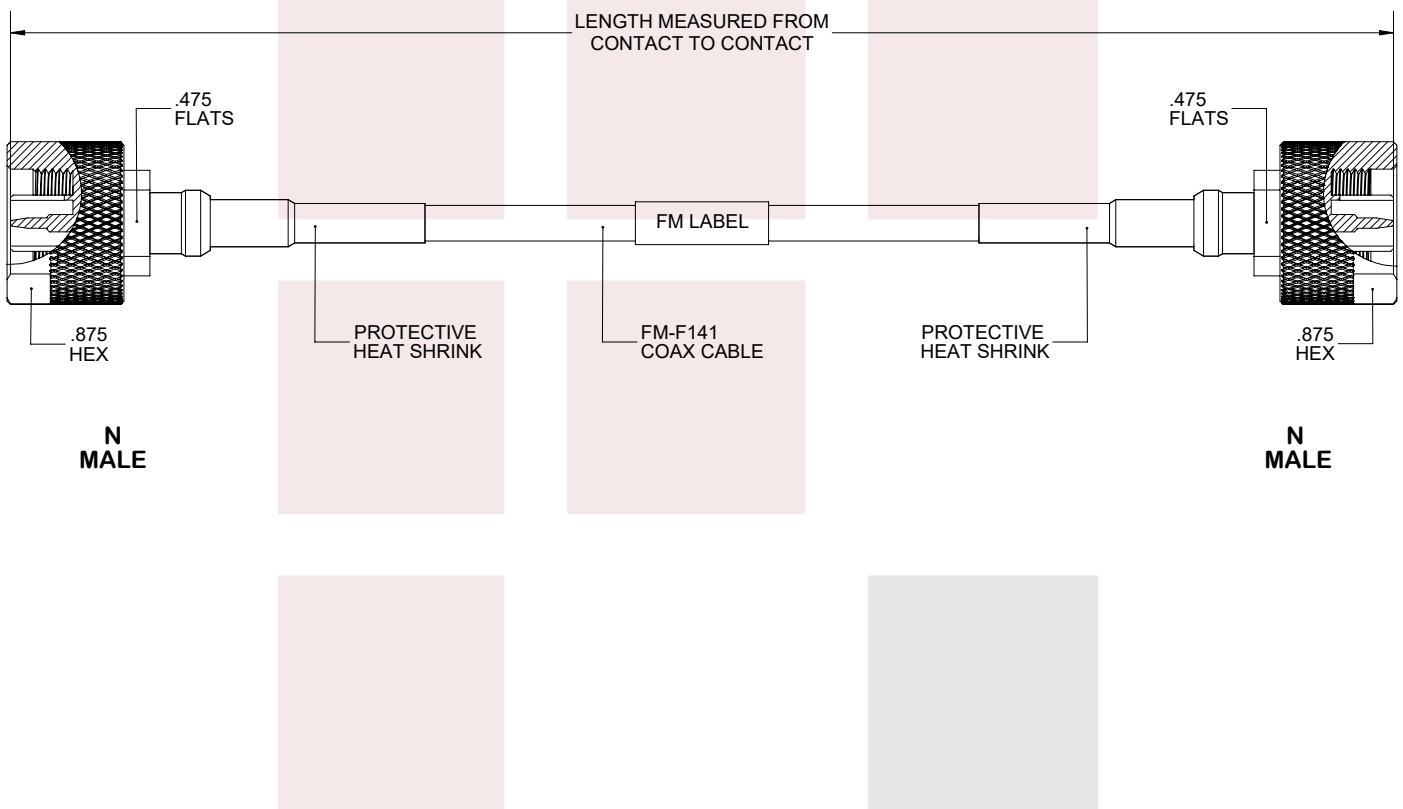 LENGTH MEASURED FROM
CONTACT TO CONTACT
.475
FLATS
.475
FLATS
FM LABEL
.875
HEX
PROTECTIVE
HEAT SHRINK
FM-F141
COAX CABLE
PROTECTIVE
HEAT SHRINK
.875
HEX
N
MALE
N
MALE